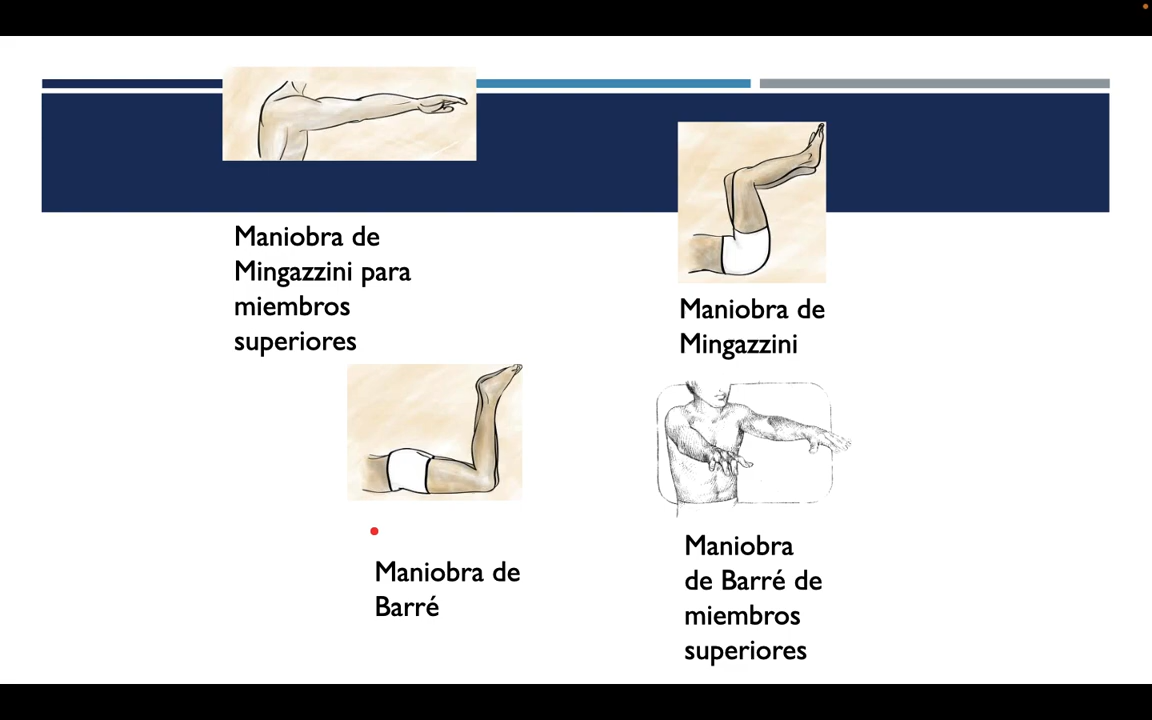 Maniobra de
Mingazzini para
miembros
superiores
Maniobra de
Mingazzini
Maniobra de
Barré
Maniobra
de Barré de
miembros
superiores